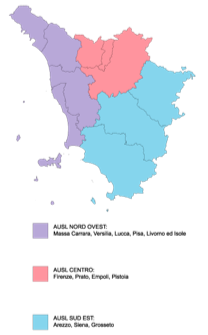 AUSL NORD OVEST:
Massa Carrara, Versilia, Lucca, Pisa, Livorno ed Isole
AUSL CENTRO:
Firenze, Prato, Empoli, Pistoia
AUSL SUD EST:
Arezzo, Siena, Grosseto